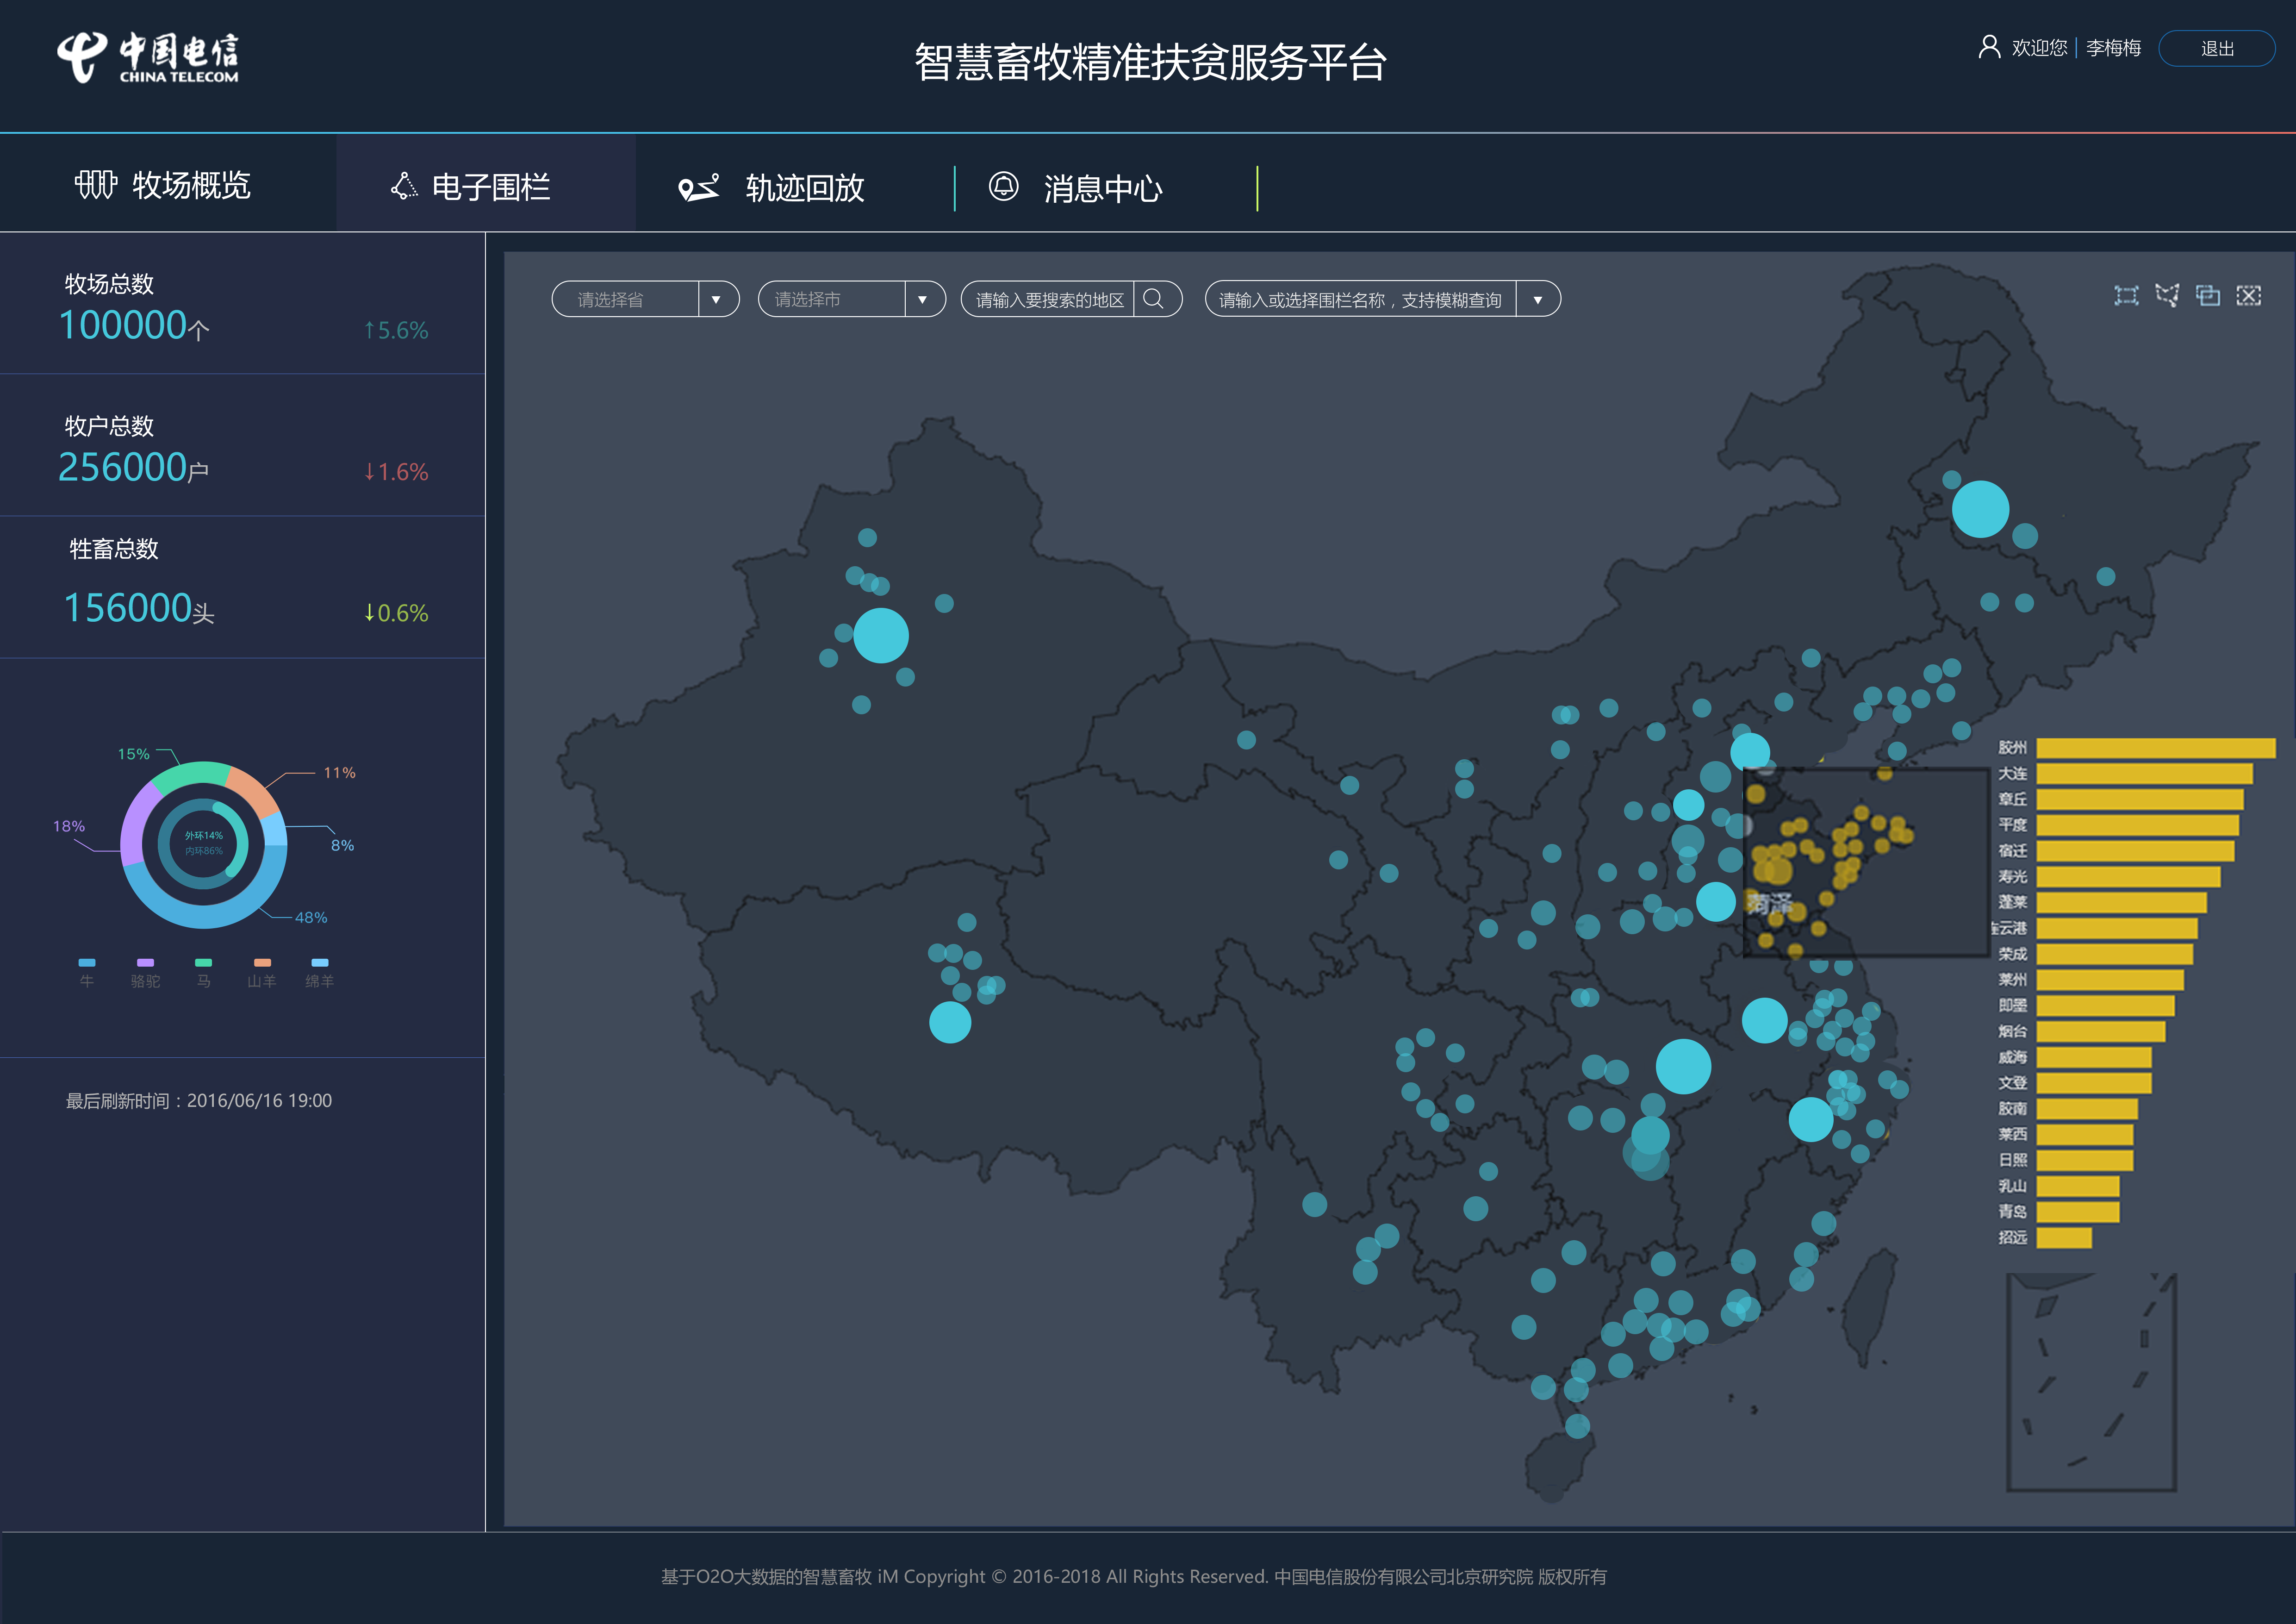 中国电信
CHINA TELECOM
智慧畜牧精准扶贫服务平台
欢迎您 李梅梅 退出
牧场概览 电子围栏 轨迹回放 消息中心
牧场总数
100000个 ↑5.6%
牧户总数
256000户 ↓1.6%
牲畜总数
156000头 ↓0.6%
15%
11%
18%
8%
48%
外环14%
内环86%
牛 骆驼 马 山羊 绵羊
最后刷新时间：2016/06/16 19:00
请选择省 ▼ 请选择市 ▼ 请输入要搜索的地区 请输入或选择围栏名称，支持模糊查询 ▼
菏泽
胶州
大连
章丘
平度
宿迁
寿光
蓬莱
连云港
荣成
莱州
即墨
烟台
威海
文登
胶南
莱西
日照
乳山
青岛
招远
基于O2O大数据的智慧畜牧 iM Copyright © 2016-2018 All Rights Reserved. 中国电信股份有限公司北京研究院 版权所有